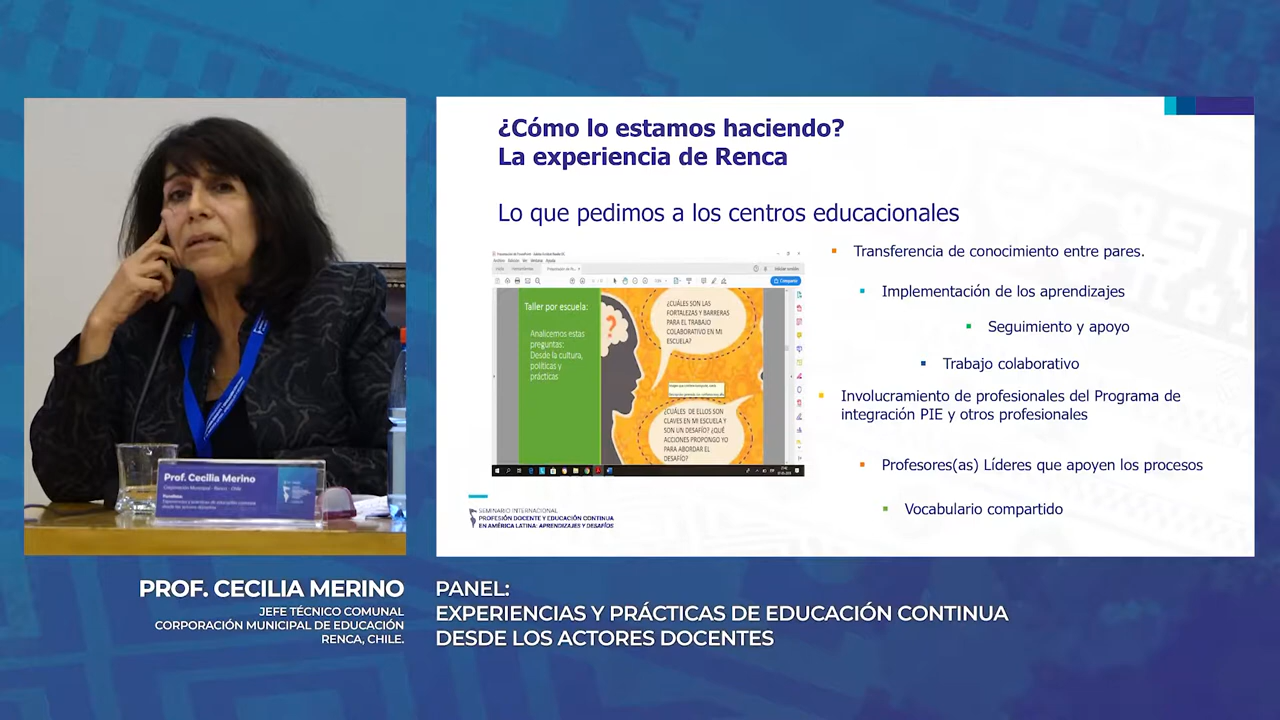 ¿Cómo lo estamos haciendo?
La experiencia de Renca
Lo que pedimos a los centros educacionales
Taller por escuela:
Analicemos estas
preguntas:
Desde la cultura,
políticas y
prácticas
¿CUÁLES SON LAS
FORTALEZAS Y BARRERAS
PARA EL TRABAJO
COLABORATIVO EN MI
ESCUELA?
¿CUÁLES DE ELLOS SON
CLAVES EN MI ESCUELA Y
SON UN DESAFÍO? ¿QUÉ
ACCIONES PROPONGO YO
PARA ABORDAR EL
DESAFÍO?
Transferencia de conocimiento entre pares.
Implementación de los aprendizajes
Seguimiento y apoyo
Trabajo colaborativo
Involucramiento de profesionales del Programa de
integración PIE y otros profesionales
Profesores(as) Líderes que apoyen los procesos
Vocabulario compartido
SEMINARIO INTERNACIONAL
PROFESIÓN DOCENTE Y EDUCACIÓN CONTINUA
EN AMÉRICA LATINA: APRENDIZAJES Y DESAFÍOS
Prof. Cecilia Merino
PROF. CECILIA MERINO
JEFE TÉCNICO COMUNAL
CORPORACIÓN MUNICIPAL DE EDUCACIÓN
RENCA, CHILE.
PANEL:
EXPERIENCIAS Y PRÁCTICAS DE EDUCACIÓN CONTINUA
DESDE LOS ACTORES DOCENTES